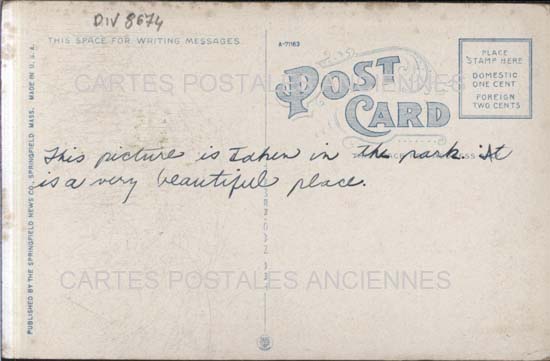 DIV 8674
THIS SPACE FOR WRITING MESSAGES
A-71163
POST
CARD
PLACE
STAMP HERE
DOMESTIC
ONE CENT
FOREIGN
TWO CENTS
CARTES POSTALES ANCIENNES
This picture is taken in the park it
is a very beautiful place.
CARTES POSTALES ANCIENNES
PUBLISHED BY THE SPRINGFIELD NEWS CO., SPRINGFIELD, MASS. MADE IN U.S.A.